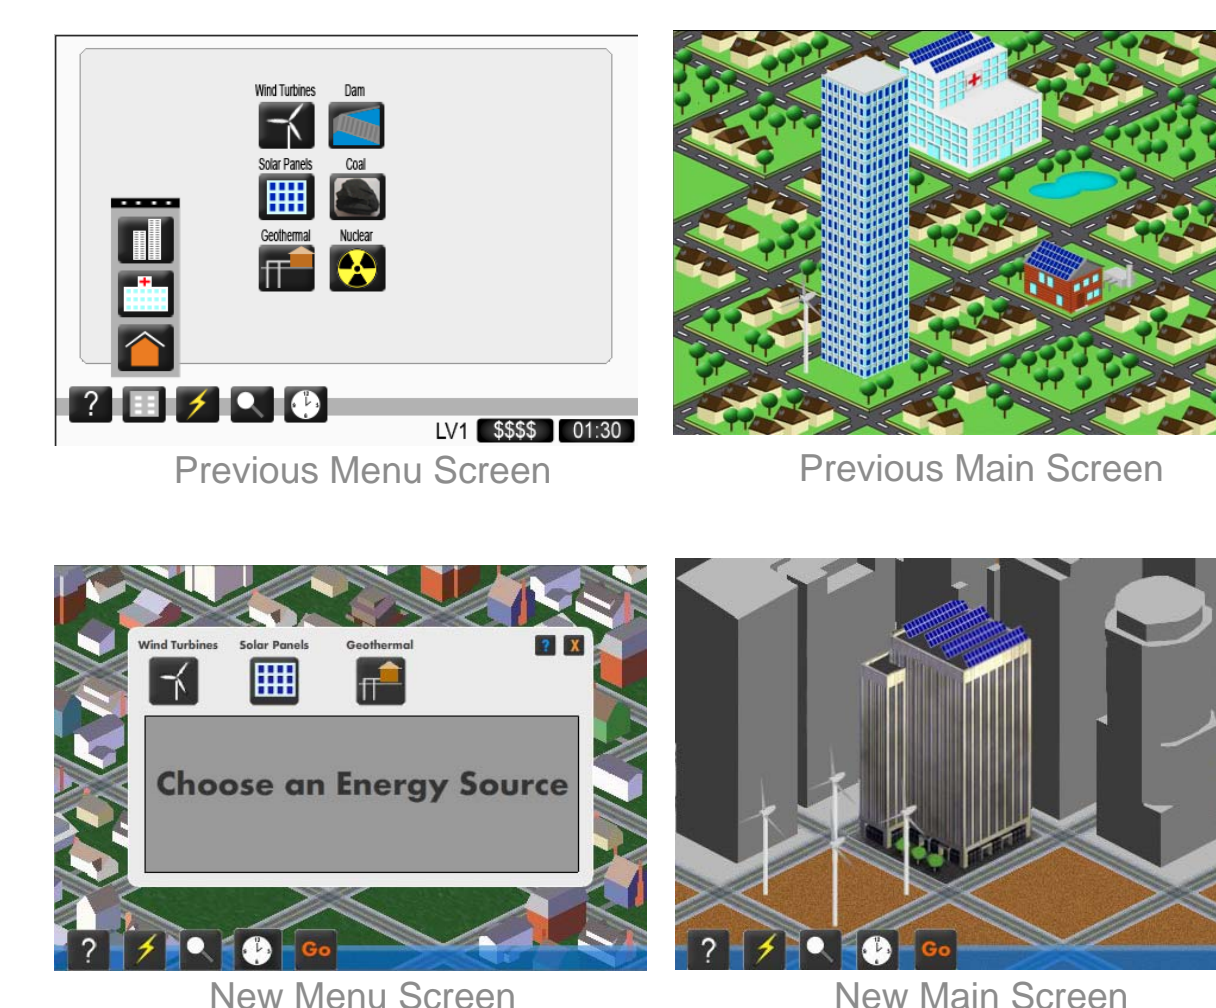 Wind Turbines Dam
Solar Panels Coal
Geothermal Nuclear
?
LV1 $$$$ 01:30
Previous Menu Screen
Previous Main Screen
Wind Turbines Solar Panels Geothermal ? X
Choose an Energy Source
? Go
New Menu Screen
? Go
New Main Screen